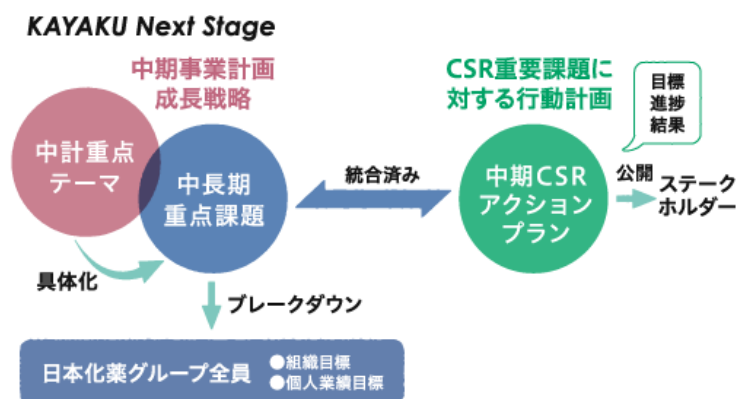 KAYAKU Next Stage
中期事業計画
成長戦略
中計重点
テーマ
中長期
重点課題
具体化
ブレークダウン
日本化薬グループ全員
●組織目標
●個人業績目標
統合済み
CSR重要課題に
対する行動計画
中期CSR
アクション
プラン
目標
進捗
結果
公開
ステーク
ホルダー